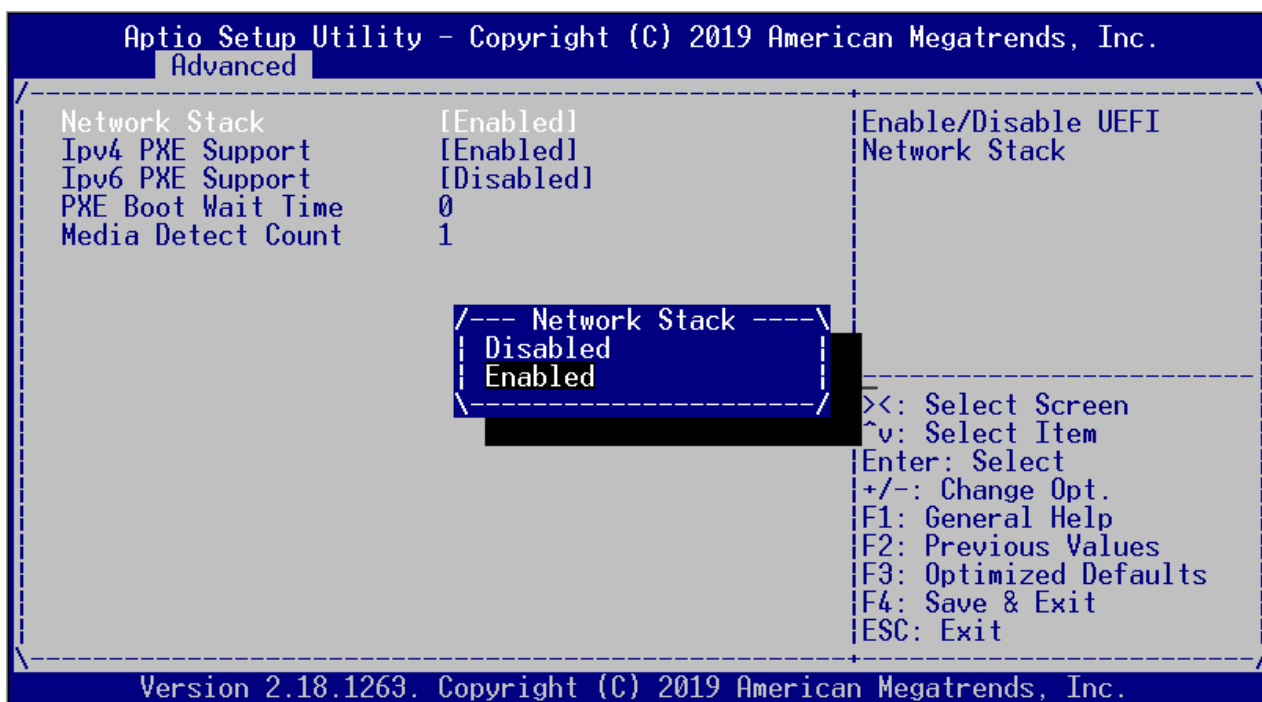 Aptio Setup Utility – Copyright (C) 2019 American Megatrends, Inc.
Advanced
Network Stack [Enabled]
Ipv4 PXE Support [Enabled]
Ipv6 PXE Support [Disabled]
PXE Boot Wait Time 0
Media Detect Count 1
Enable/Disable UEFI
Network Stack
/--- Network Stack ----\
Disabled
Enabled
><: Select Screen
^v: Select Item
Enter: Select
+/-: Change Opt.
F1: General Help
F2: Previous Values
F3: Optimized Defaults
F4: Save & Exit
ESC: Exit
Version 2.18.1263. Copyright (C) 2019 American Megatrends, Inc.